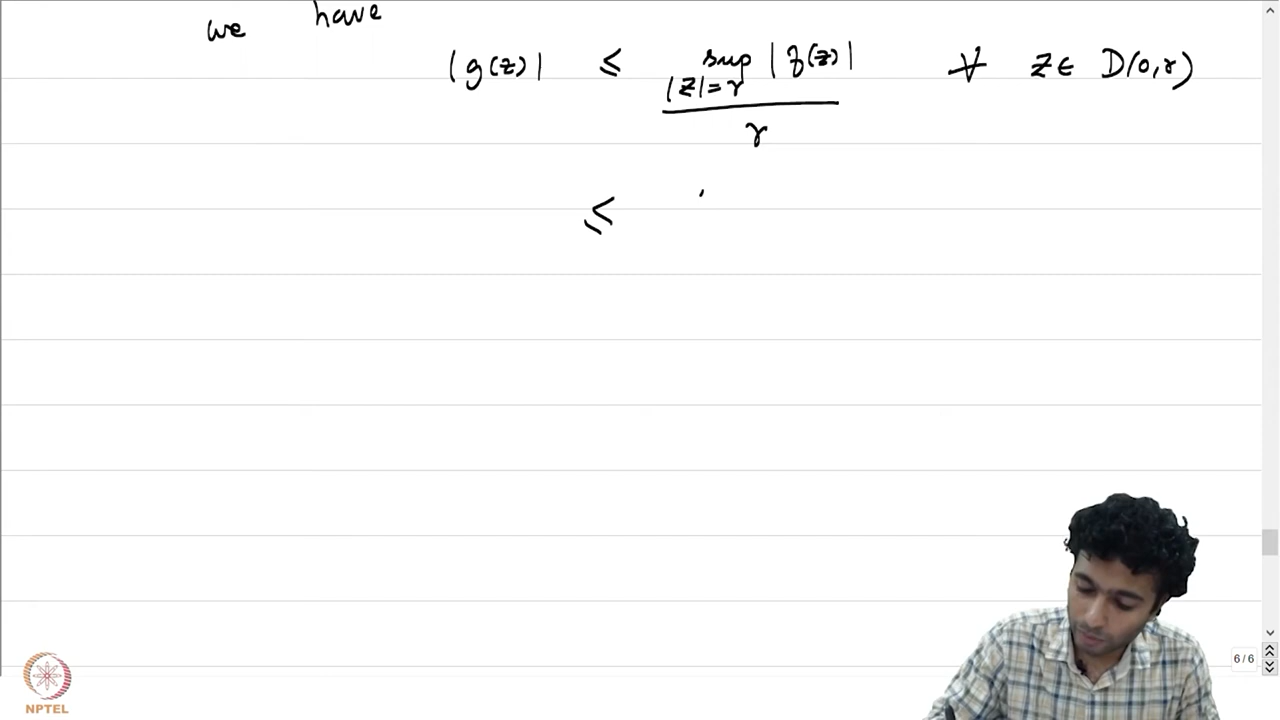 we have
|g(z)| ≤ sup |f(z)| ∀ z ∈ D(0,r)
|z|=r
r
≤
6 / 6
NPTEL